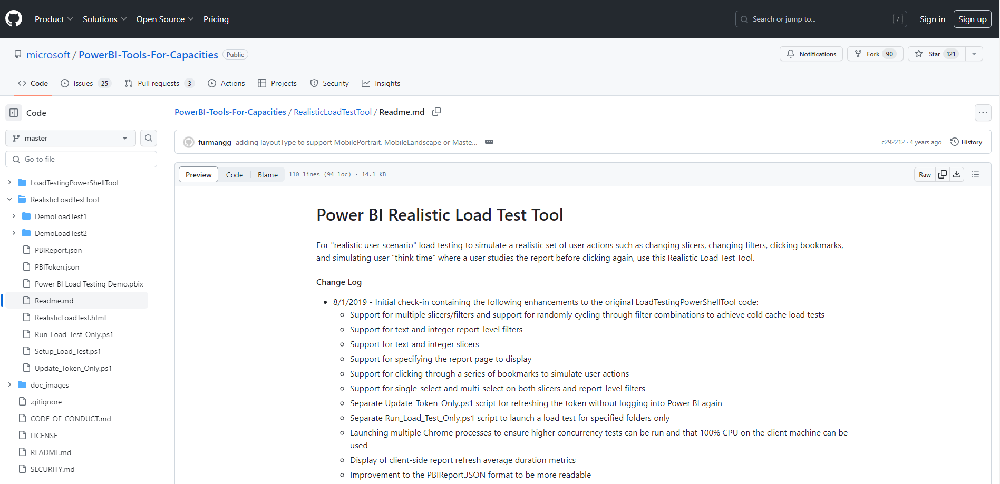 Product Solutions Open Source Pricing Search or jump to... / Sign in Sign up
microsoft / PowerBI-Tools-For-Capacities Public Notifications Fork 90 Star 121
Code Issues 25 Pull requests 3 Actions Projects Security Insights
Code
master
Go to file
LoadTestingPowerShellTool
RealisticLoadTestTool
DemoLoadTest1
DemoLoadTest2
PBIReport.json
PBIToken.json
Power BI Load Testing Demo.pbix
Readme.md
RealisticLoadTest.html
Run_Load_Test_Only.ps1
Setup_Load_Test.ps1
Update_Token_Only.ps1
doc_images
.gitignore
CODE_OF_CONDUCT.md
LICENSE
README.md
SECURITY.md
PowerBI-Tools-For-Capacities / RealisticLoadTestTool / Readme.md
furmangg adding layoutType to support MobilePortrait, MobileLandscape or Maste... c292212 · 4 years ago History
Preview Code Blame 110 lines (94 loc) · 14.1 KB Raw
Power BI Realistic Load Test Tool
For "realistic user scenario" load testing to simulate a realistic set of user actions such as changing slicers, changing filters, clicking bookmarks,
and simulating user "think time" where a user studies the report before clicking again, use this Realistic Load Test Tool.
Change Log
8/1/2019 - Initial check-in containing the following enhancements to the original LoadTestingPowerShellTool code:
Support for multiple slicers/filters and support for randomly cycling through filter combinations to achieve cold cache load tests
Support for text and integer report-level filters
Support for text and integer slicers
Support for specifying the report page to display
Support for clicking through a series of bookmarks to simulate user actions
Support for single-select and multi-select on both slicers and report-level filters
Separate Update_Token_Only.ps1 script for refreshing the token without logging into Power BI again
Separate Run_Load_Test_Only.ps1 script to launch a load test for specified folders only
Launching multiple Chrome processes to ensure higher concurrency tests can be run and that 100% CPU on the client machine can be
used
Display of client-side report refresh average duration metrics
Improvement to the PBIReport.JSON format to be more readable